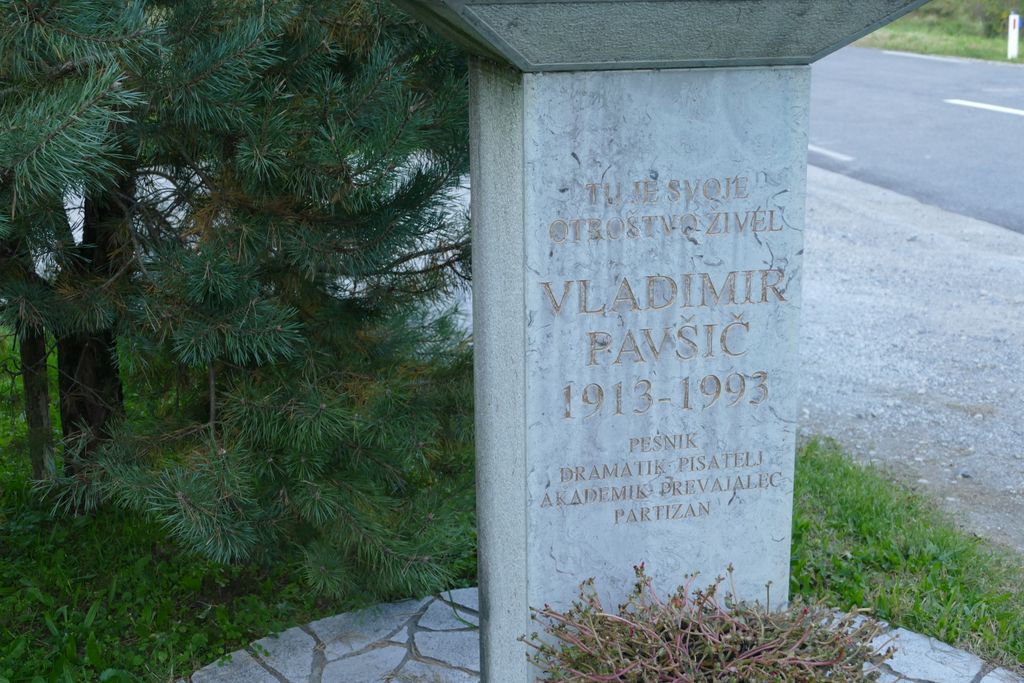 TU JE SVOJE
OTROŠTVO ŽIVEL
VLADIMIR
PAVŠIČ
1913-1993
PESNIK
DRAMATIK PISATELJ
AKADEMIK PREVAJALEC
PARTIZAN